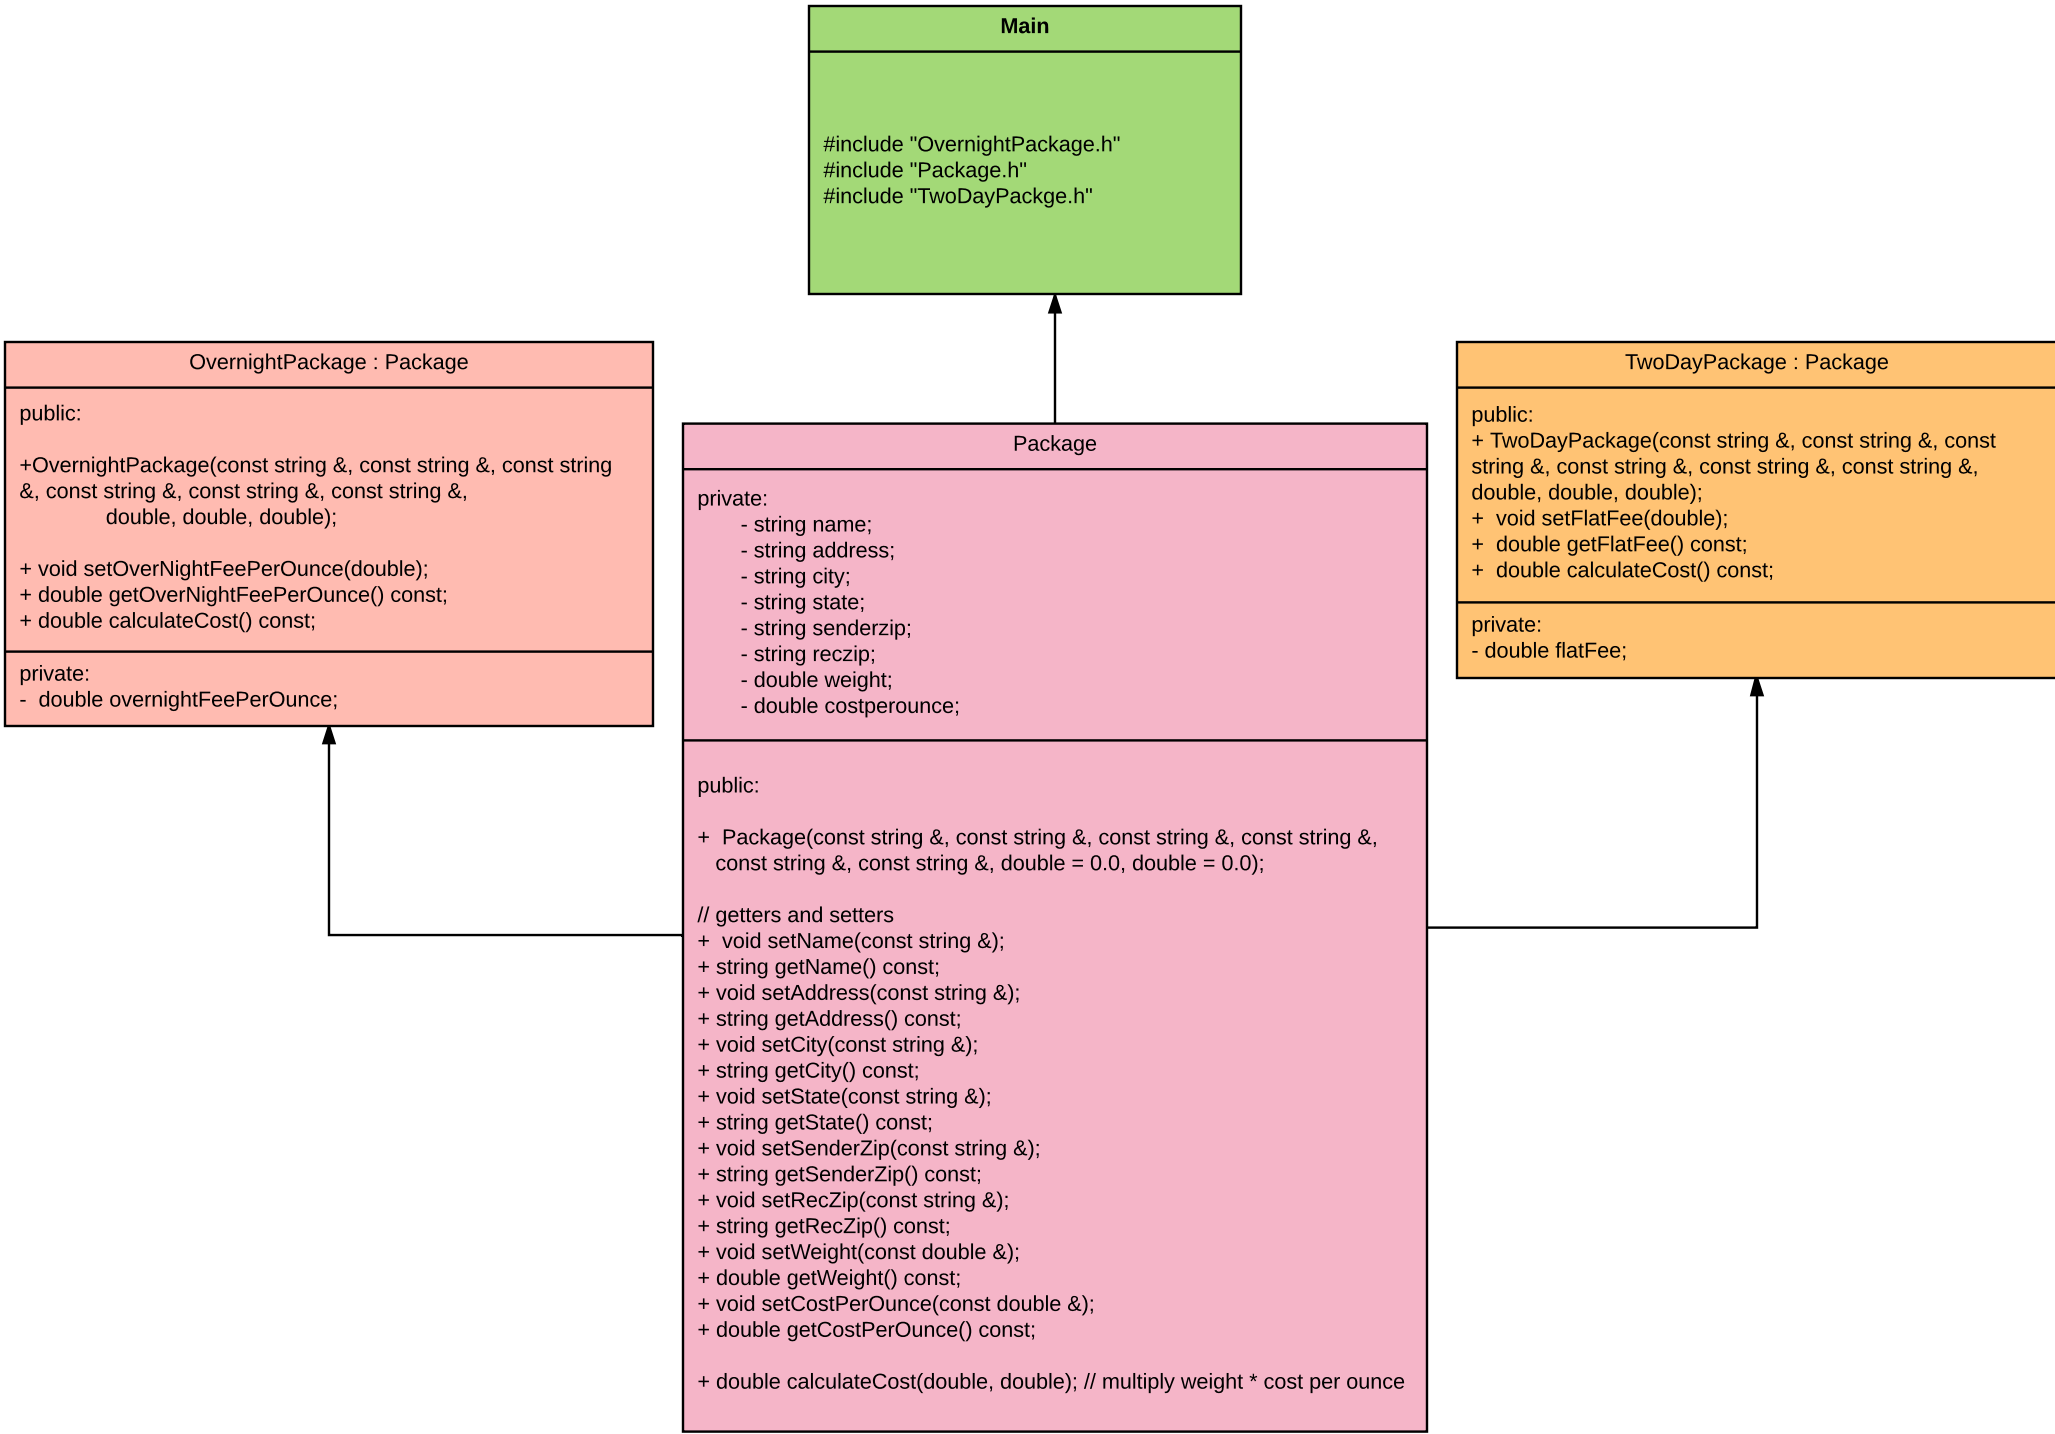 Main
#include "OvernightPackage.h"
#include "Package.h"
#include "TwoDayPackge.h"
OvernightPackage : Package
public:
+OvernightPackage(const string &, const string &, const string
&, const string &, const string &, const string &,
double, double, double);
+ void setOverNightFeePerOunce(double);
+ double getOverNightFeePerOunce() const;
+ double calculateCost() const;
private:
-  double overnightFeePerOunce;
Package
private:
- string name;
- string address;
- string city;
- string state;
- string senderzip;
- string reczip;
- double weight;
- double costperounce;
public:
+  Package(const string &, const string &, const string &, const string &,
const string &, const string &, double = 0.0, double = 0.0);
// getters and setters
+  void setName(const string &);
+ string getName() const;
+ void setAddress(const string &);
+ string getAddress() const;
+ void setCity(const string &);
+ string getCity() const;
+ void setState(const string &);
+ string getState() const;
+ void setSenderZip(const string &);
+ string getSenderZip() const;
+ void setRecZip(const string &);
+ string getRecZip() const;
+ void setWeight(const double &);
+ double getWeight() const;
+ void setCostPerOunce(const double &);
+ double getCostPerOunce() const;
+ double calculateCost(double, double); // multiply weight * cost per ounce
TwoDayPackage : Package
public:
+ TwoDayPackage(const string &, const string &, const
string &, const string &, const string &, const string &,
double, double, double);
+  void setFlatFee(double);
+  double getFlatFee() const;
+  double calculateCost() const;
private:
- double flatFee;